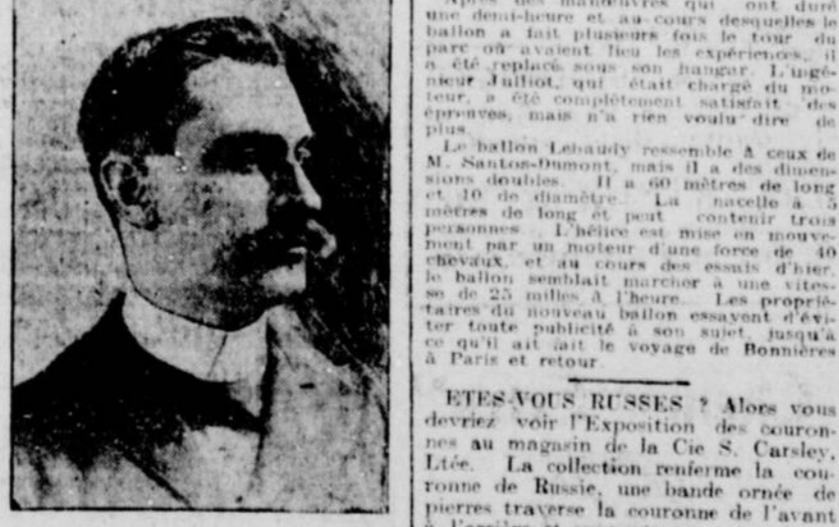 Après des manœuvres qui ont duré
une demi-heure et au cours desquelles le
ballon a fait plusieurs fois le tour du
parc où avaient lieu les expériences, il
a été replacé sous son hangar. L'ingé-
nieur Julliot, qui était chargé du mo-
teur, a été complètement satisfait des
épreuves, mais n'a rien voulu dire de
plus.
Le ballon Lebaudy ressemble à ceux de
M. Santos-Dumont, mais il a des dimen-
sions doubles. Il a 60 mètres de long
et 10 de diamètre. La nacelle à 5
mètres de long et peut contenir trois
personnes. L'hélice est mise en mouve-
ment par un moteur d'une force de 40
chevaux, et au cours des essais d'hier
le ballon semblait marcher à une vites-
se de 25 milles à l'heure. Les proprié-
taires du nouveau ballon essayent d'évi-
ter toute publicité à son sujet, jusqu'à
ce qu'il ait fait le voyage de Bonnières
à Paris et retour.
ETES-VOUS RUSSES ? Alors vous
devriez voir l'Exposition des couron-
nes au magasin de la Cie S. Carsley,
Ltée. La collection renferme la cou-
ronne de Russie, une bande ornée de
pierres traverse la couronne de l'avant